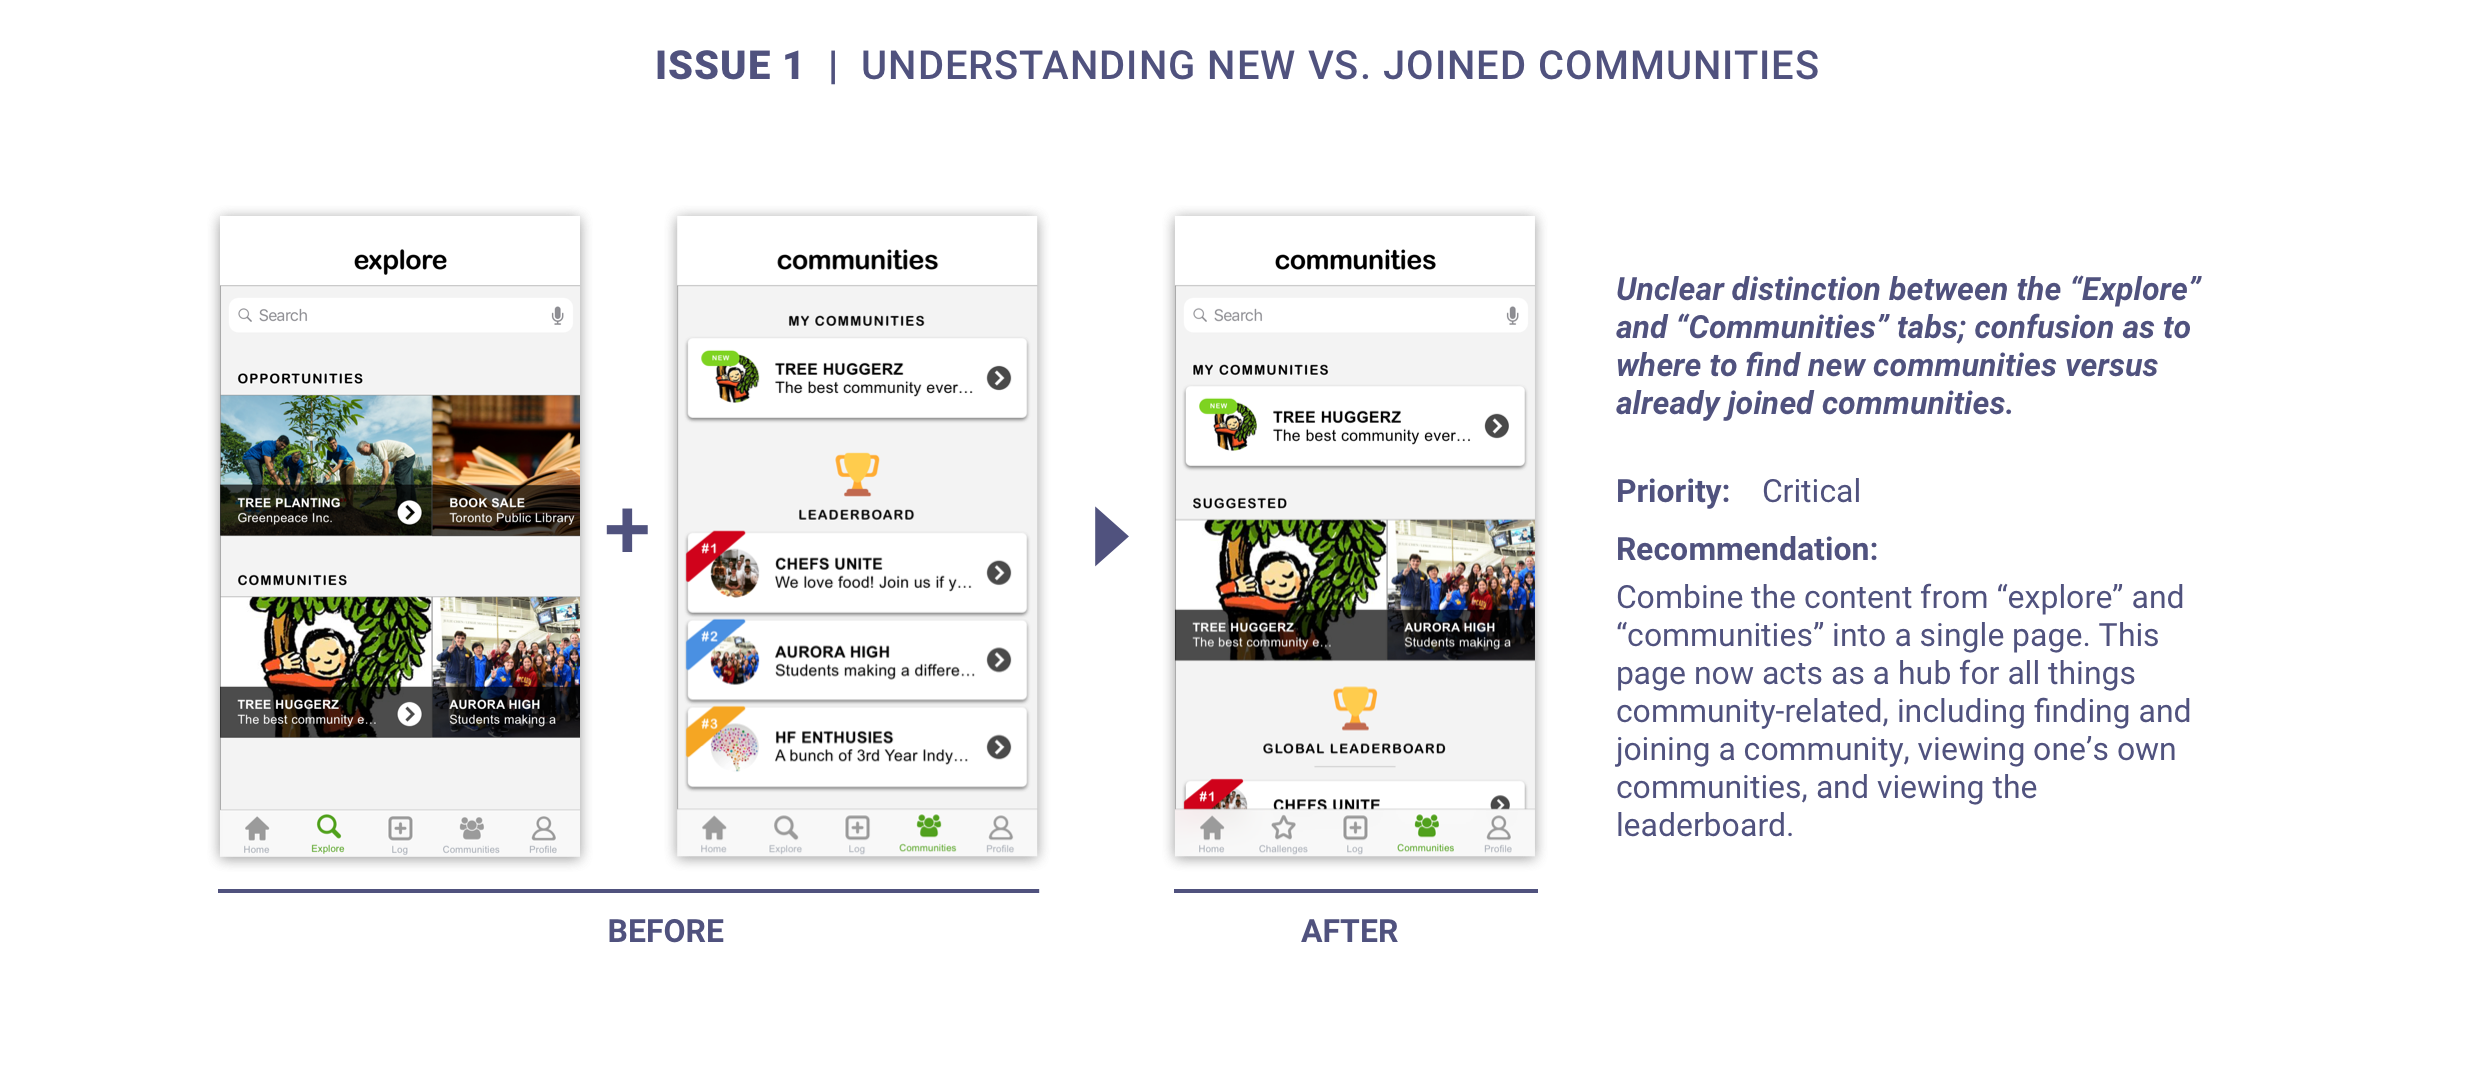 ISSUE 1 | UNDERSTANDING NEW VS. JOINED COMMUNITIES
explore
Search
OPPORTUNITIES
TREE PLANTING
Greenpeace Inc.
BOOK SALE
Toronto Public Library
COMMUNITIES
TREE HUGGERZ
The best community e...
AURORA HIGH
Students making a
Home
Explore
Log
Communities
Profile
+
communities
MY COMMUNITIES
NEW
TREE HUGGERZ
The best community ever...
LEADERBOARD
#1
CHEFS UNITE
We love food! Join us if y...
#2
AURORA HIGH
Students making a differe...
#3
HF ENTHUSIES
A bunch of 3rd Year Indy...
Home
Explore
Log
Communities
Profile
BEFORE
communities
Search
MY COMMUNITIES
NEW
TREE HUGGERZ
The best community ever...
SUGGESTED
TREE HUGGERZ
The best community e...
AURORA HIGH
Students making a
GLOBAL LEADERBOARD
#1
CHEFS UNITE
Home
Challenges
Log
Communities
Profile
AFTER
Unclear distinction between the “Explore”
and “Communities” tabs; confusion as to
where to find new communities versus
already joined communities.
Priority: Critical
Recommendation:
Combine the content from “explore” and
“communities” into a single page. This
page now acts as a hub for all things
community-related, including finding and
joining a community, viewing one’s own
communities, and viewing the
leaderboard.